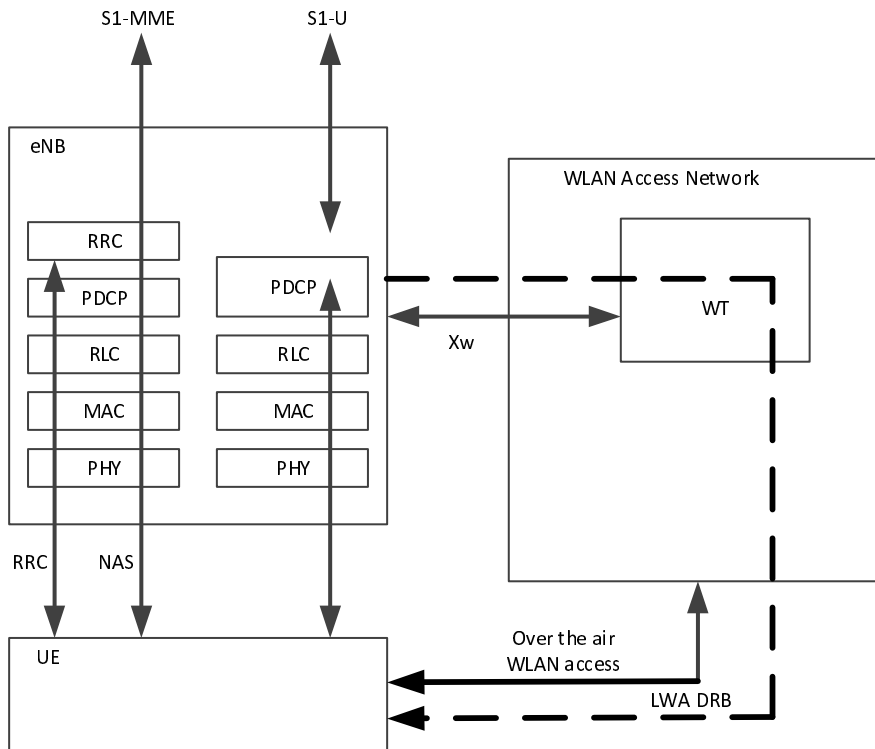 S1-MME
S1-U
eNB
WLAN Access Network
RRC
PDCP
RLC
MAC
PHY
PDCP
RLC
MAC
PHY
WT
Xw
RRC
NAS
UE
Over the air
WLAN access
LWA DRB